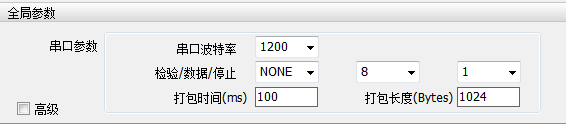 全局参数
串口参数
串口波特率 1200
检验/数据/停止 NONE 8 1
打包时间(ms) 100 打包长度(Bytes) 1024
高级